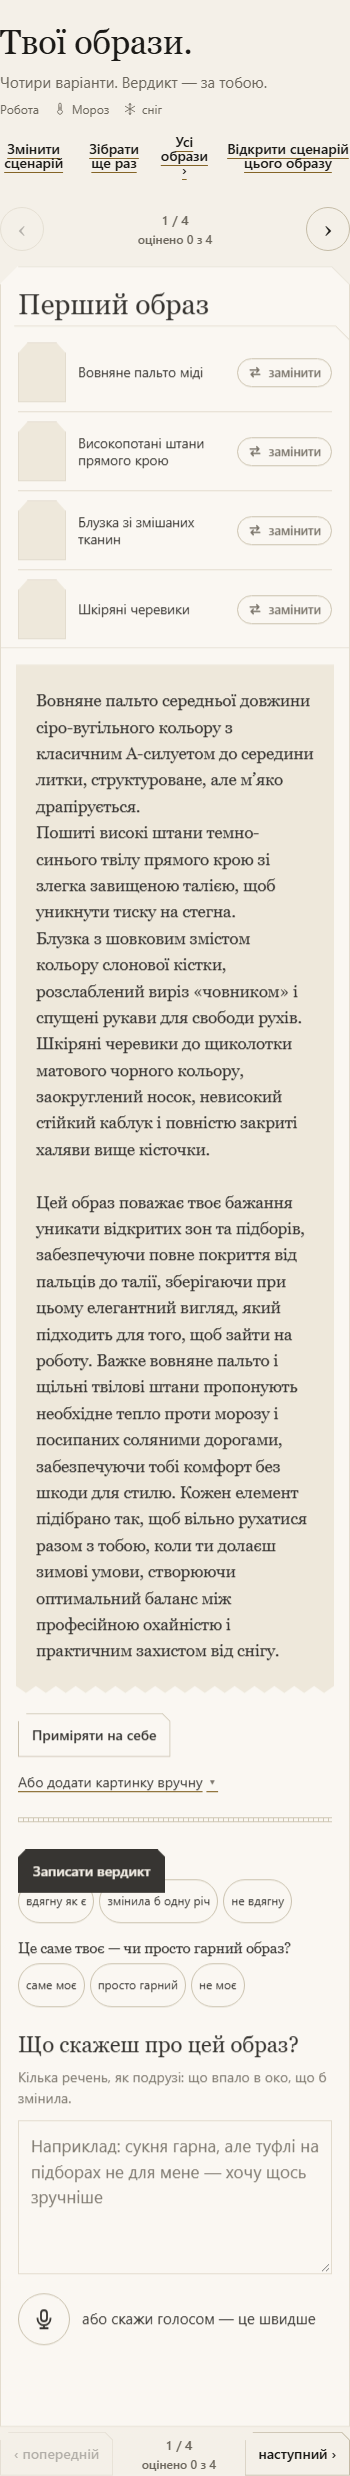 Твої образи.
Чотири варіанти. Вердикт — за тобою.
Робота Мороз сніг
Змінити сценарій
Зібрати ще раз
Усі образи ›
Відкрити сценарій цього образу
‹
1 / 4
оцінено 0 з 4
›
Перший образ
Вовняне пальто міді
замінити
Високопотані штани
прямого крою
замінити
Блузка зі змішаних
тканин
замінити
Шкіряні черевики
замінити
Вовняне пальто середньої довжини
сіро-вугільного кольору з
класичним А-силуетом до середини
литки, структуроване, але м’яко
драпірується.
Пошиті високі штани темно-
синього твілу прямого крою зі
злегка завищеною талією, щоб
уникнути тиску на стегна.
Блузка з шовковим змістом
кольору слонової кістки,
розслаблений виріз «човником» і
спущені рукави для свободи рухів.
Шкіряні черевики до щиколотки
матового чорного кольору,
заокруглений носок, невисокий
стійкий каблук і повністю закриті
халяви вище кісточки.
Цей образ поважає твоє бажання
уникати відкритих зон та підборів,
забезпечуючи повне покриття від
пальців до талії, зберігаючи при
цьому елегантний вигляд, який
підходить для того, щоб зайти на
роботу. Важке вовняне пальто і
щільні твілові штани пропонують
необхідне тепло проти морозу і
посипаних соляними дорогами,
забезпечуючи тобі комфорт без
шкоди для стилю. Кожен елемент
підібрано так, щоб вільно рухатися
разом з тобою, коли ти долаєш
зимові умови, створюючи
оптимальний баланс між
професійною охайністю і
практичним захистом від снігу.
Приміряти на себе
Або додати картинку вручну ▾
Записати вердикт
вдягну як є
змінила б одну річ
не вдягну
Це саме твоє — чи просто гарний образ?
саме моє
просто гарний
не моє
Що скажеш про цей образ?
Кілька речень, як подрузі: що впало в око, що б
змінила.
Наприклад: сукня гарна, але туфлі на
підборах не для мене — хочу щось
зручніше
або скажи голосом — це швидше
‹ попередній
1 / 4
оцінено 0 з 4
наступний ›